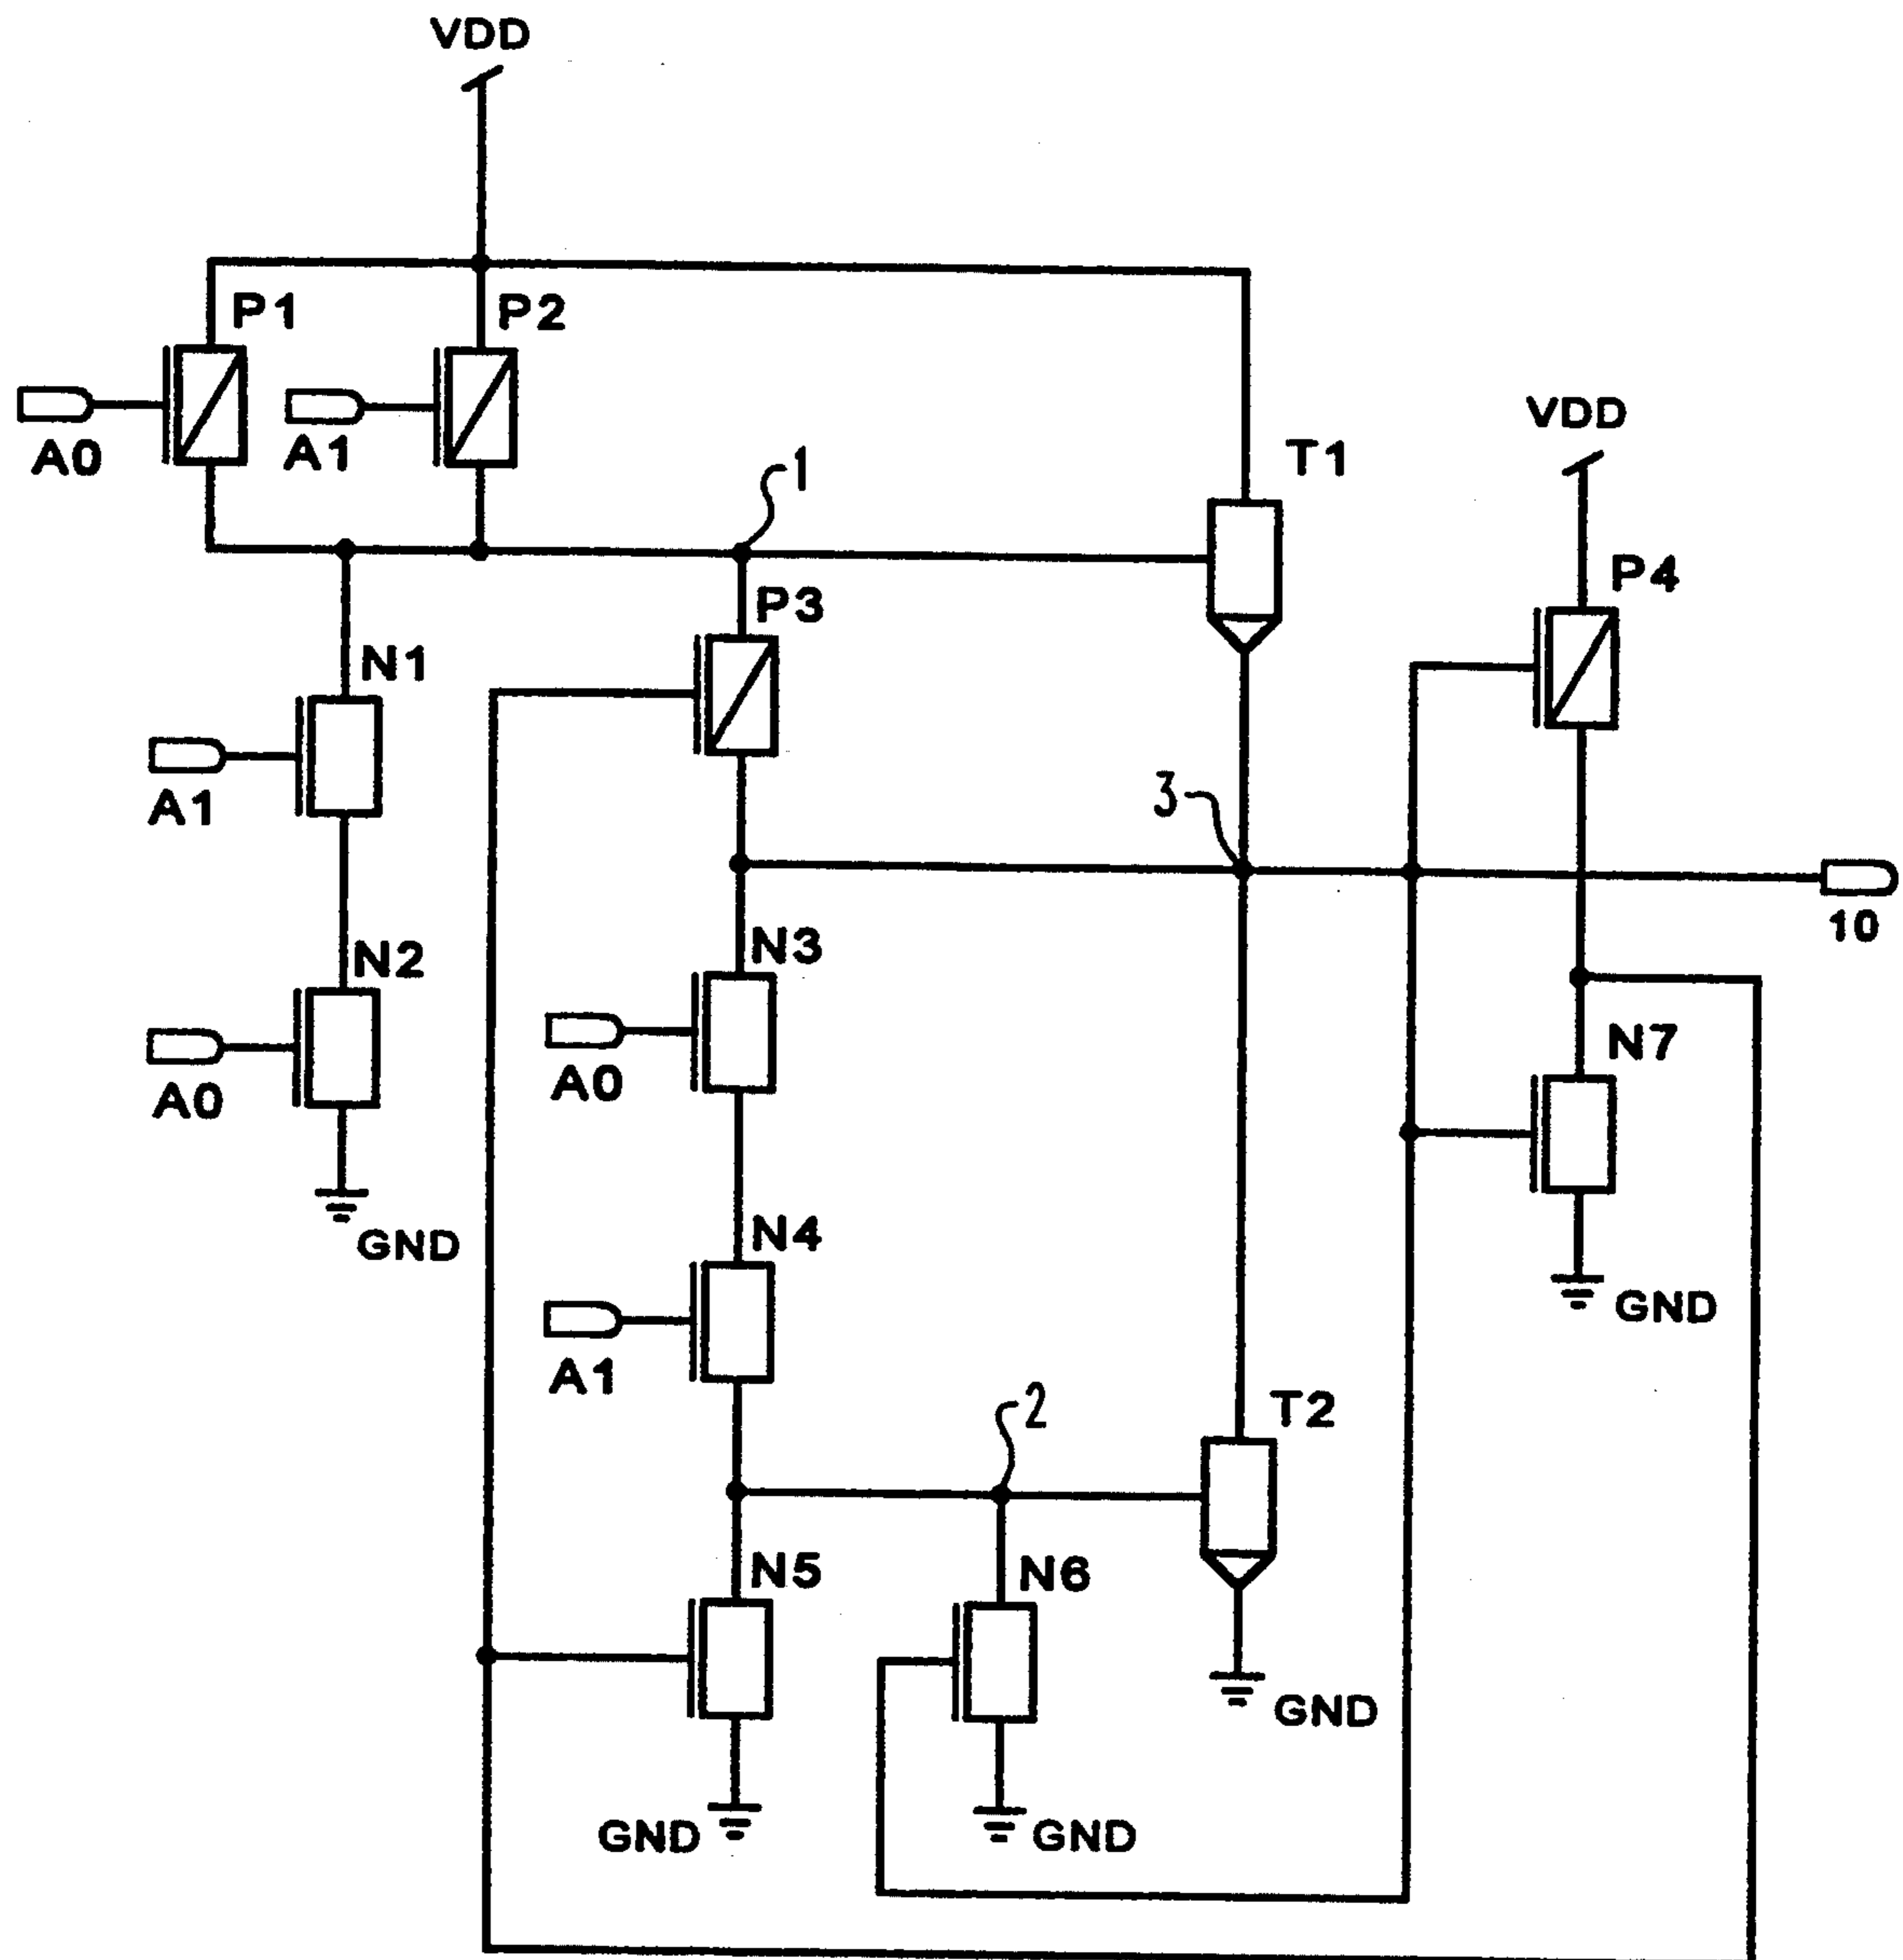 VDD
P1
P2
A0
A1
VDD
T1
1
P4
P3
N1
A1
3
10
N3
N2
N7
A0
A0
N4
GND
GND
A1
2
T2
N5
N6
GND
GND
GND